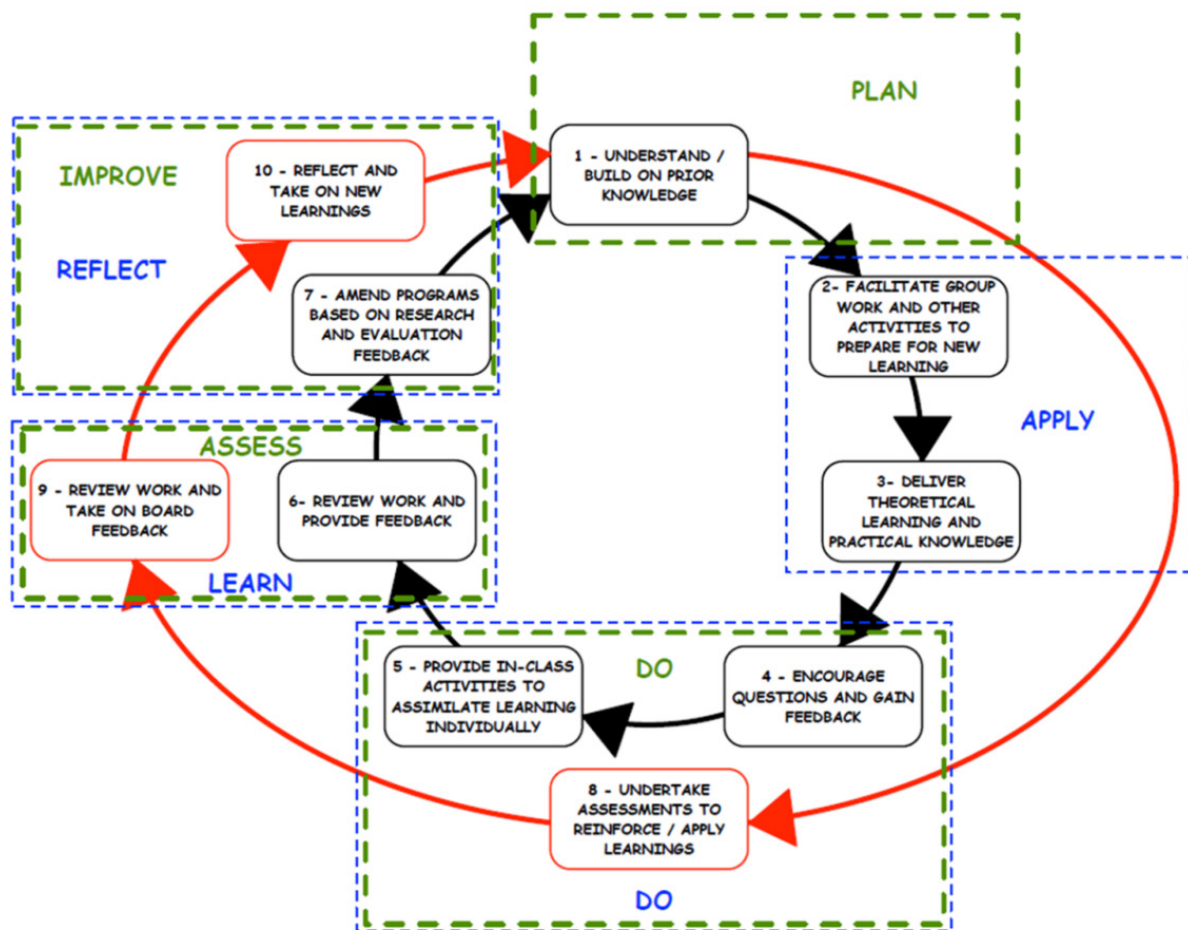 PLAN
1 - UNDERSTAND /
BUILD ON PRIOR
KNOWLEDGE
10 - REFLECT AND
TAKE ON NEW
LEARNINGS
IMPROVE
REFLECT
7 - AMEND PROGRAMS
BASED ON RESEARCH
AND EVALUATION
FEEDBACK
2- FACILITATE GROUP
WORK AND OTHER
ACTIVITIES TO
PREPARE FOR NEW
LEARNING
APPLY
3- DELIVER
THEORETICAL
LEARNING AND
PRACTICAL KNOWLEDGE
ASSESS
9 - REVIEW WORK AND
TAKE ON BOARD
FEEDBACK
6- REVIEW WORK AND
PROVIDE FEEDBACK
LEARN
DO
5 - PROVIDE IN-CLASS
ACTIVITIES TO
ASSIMILATE LEARNING
INDIVIDUALLY
4 - ENCOURAGE
QUESTIONS AND GAIN
FEEDBACK
8 - UNDERTAKE
ASSESSMENTS TO
REINFORCE / APPLY
LEARNINGS
DO